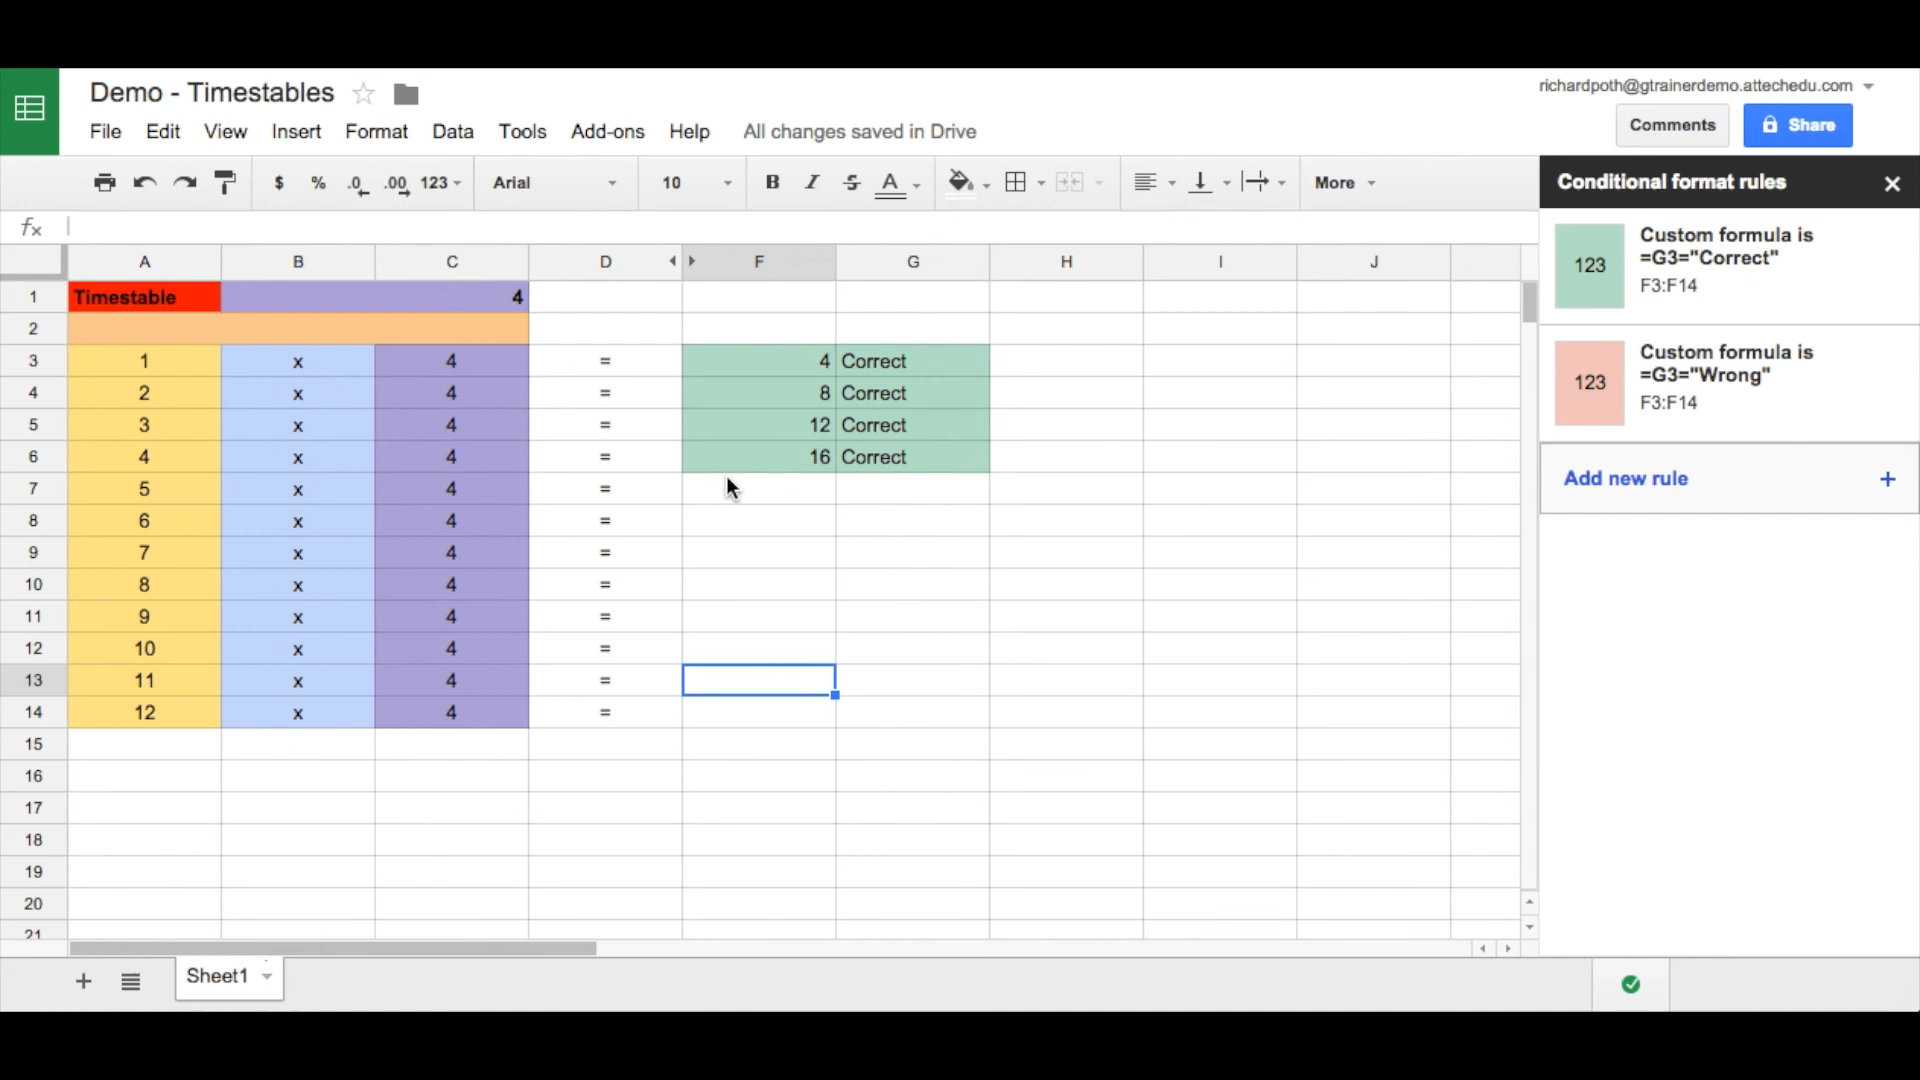 Demo - Timestables
richardpoth@gtrainerdemo.attechedu.com
File Edit View Insert Format Data Tools Add-ons Help All changes saved in Drive
Comments Share
$ % .0 .00 123 Arial 10 B I S A More
Conditional format rules
fx
A B C D F G H I J
1 Timestable 4
2
3 1 x 4 = 4 Correct
4 2 x 4 = 8 Correct
5 3 x 4 = 12 Correct
6 4 x 4 = 16 Correct
7 5 x 4 =
8 6 x 4 =
9 7 x 4 =
10 8 x 4 =
11 9 x 4 =
12 10 x 4 =
13 11 x 4 =
14 12 x 4 =
15
16
17
18
19
20
21
123
Custom formula is
=G3="Correct"
F3:F14
123
Custom formula is
=G3="Wrong"
F3:F14
Add new rule +
+ Sheet1